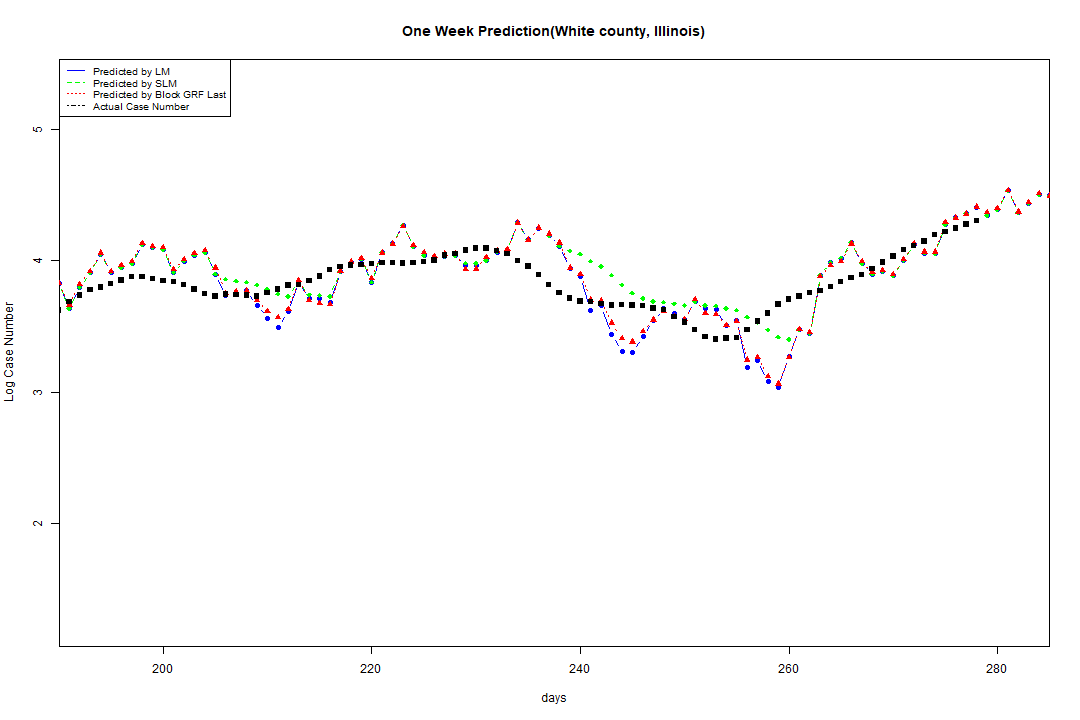 One Week Prediction(White county, Illinois)
Predicted by LM
Predicted by SLM
Predicted by Block GRF Last
Actual Case Number
5
4
3
2
Log Case Number
200 220 240 260 280
days